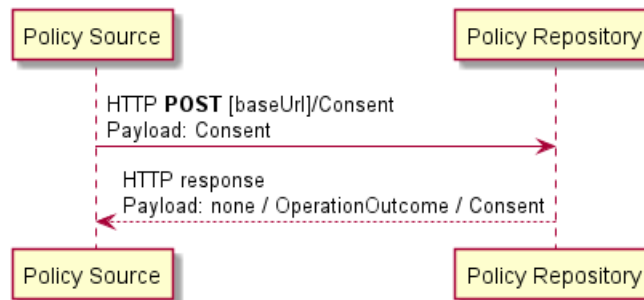 Policy Source
Policy Repository
HTTP POST [baseUrl]/Consent
Payload: Consent
HTTP response
Payload: none / OperationOutcome / Consent
Policy Source
Policy Repository